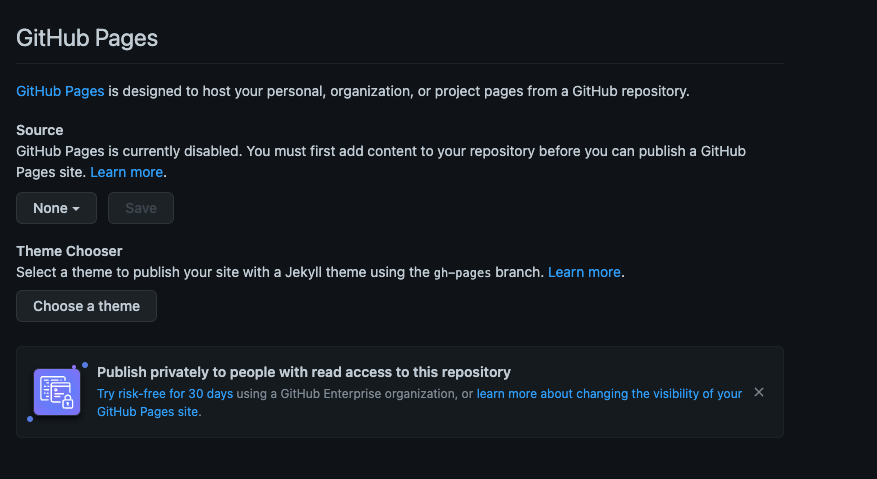 GitHub Pages
GitHub Pages is designed to host your personal, organization, or project pages from a GitHub repository.
Source
GitHub Pages is currently disabled. You must first add content to your repository before you can publish a GitHub
Pages site. Learn more.
None
Save
Theme Chooser
Select a theme to publish your site with a Jekyll theme using the gh-pages branch. Learn more.
Choose a theme
Publish privately to people with read access to this repository
Try risk-free for 30 days using a GitHub Enterprise organization, or learn more about changing the visibility of your
GitHub Pages site.